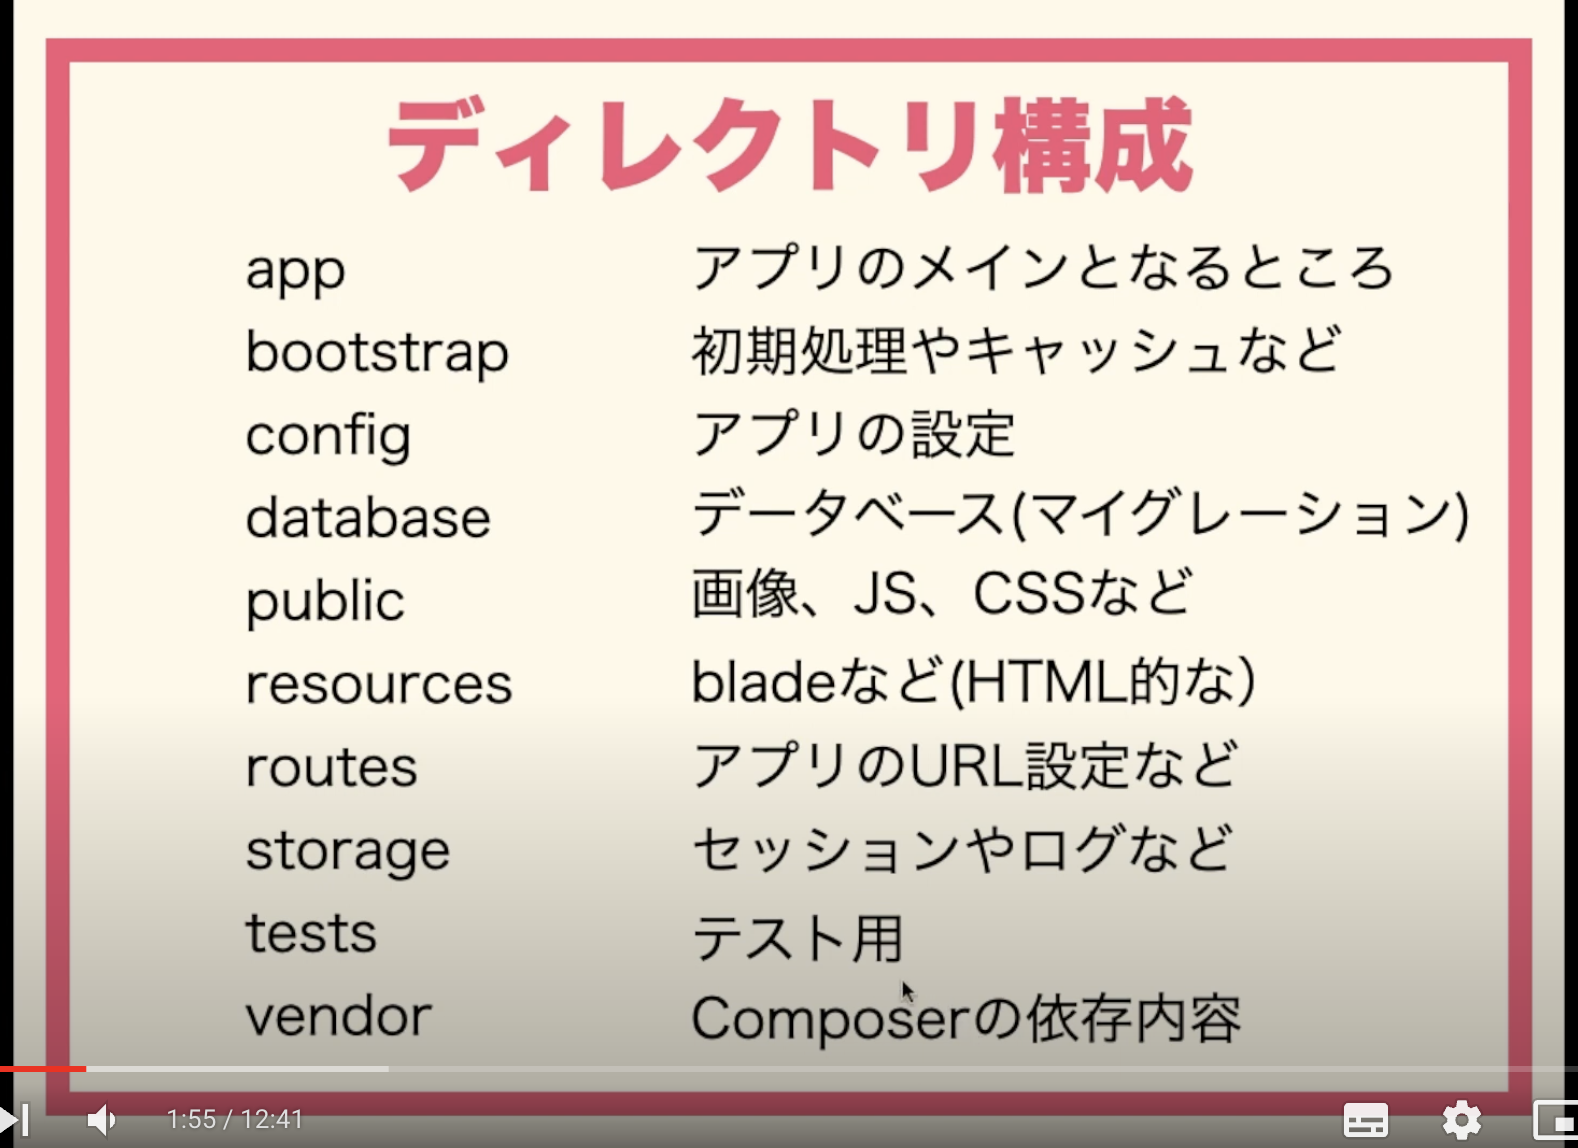 ディレクトリ構成
app アプリのメインとなるところ
bootstrap 初期処理やキャッシュなど
config アプリの設定
database データベース(マイグレーション)
public 画像、JS、CSSなど
resources bladeなど(HTML的な）
routes アプリのURL設定など
storage セッションやログなど
tests テスト用
vendor Composerの依存内容
1:55 / 12:41